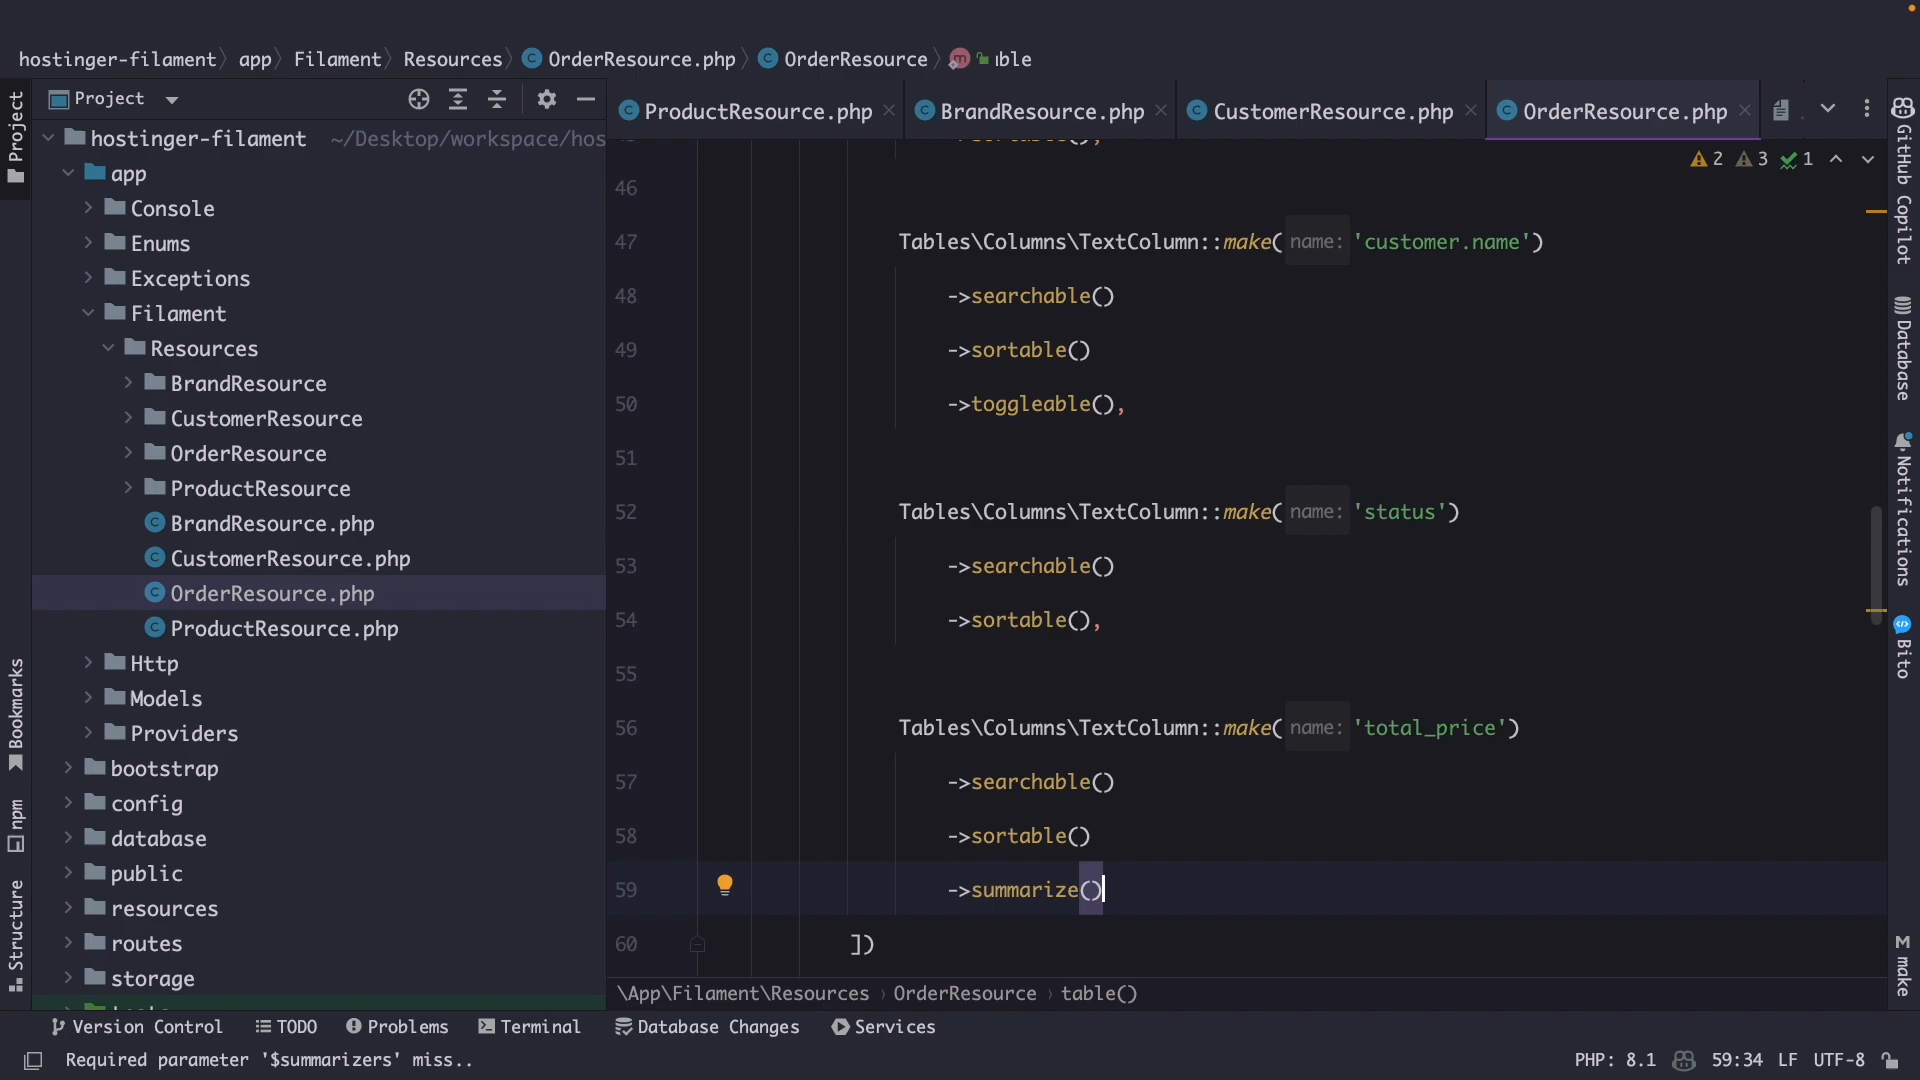 hostinger-filament app Filament Resources OrderResource.php OrderResource ıble
Project
ProductResource.php BrandResource.php CustomerResource.php OrderResource.php
Project
hostinger-filament ~/Desktop/workspace/hos
app
Console
Enums
Exceptions
Filament
Resources
BrandResource
CustomerResource
OrderResource
ProductResource
BrandResource.php
CustomerResource.php
OrderResource.php
ProductResource.php
Http
Models
Providers
bootstrap
config
database
public
resources
routes
storage
Bookmarks
npm
Structure
2 3 1
46
47 Tables\Columns\TextColumn::make( name: 'customer.name')
48 ->searchable()
49 ->sortable()
50 ->toggleable(),
51
52 Tables\Columns\TextColumn::make( name: 'status')
53 ->searchable()
54 ->sortable(),
55
56 Tables\Columns\TextColumn::make( name: 'total_price')
57 ->searchable()
58 ->sortable()
59 ->summarize()
60 ])
\App\Filament\Resources › OrderResource › table()
GitHub Copilot
Database
Notifications
Bito
M make
Version Control TODO Problems Terminal Database Changes Services
Required parameter '$summarizers' miss..
PHP: 8.1 59:34 LF UTF-8